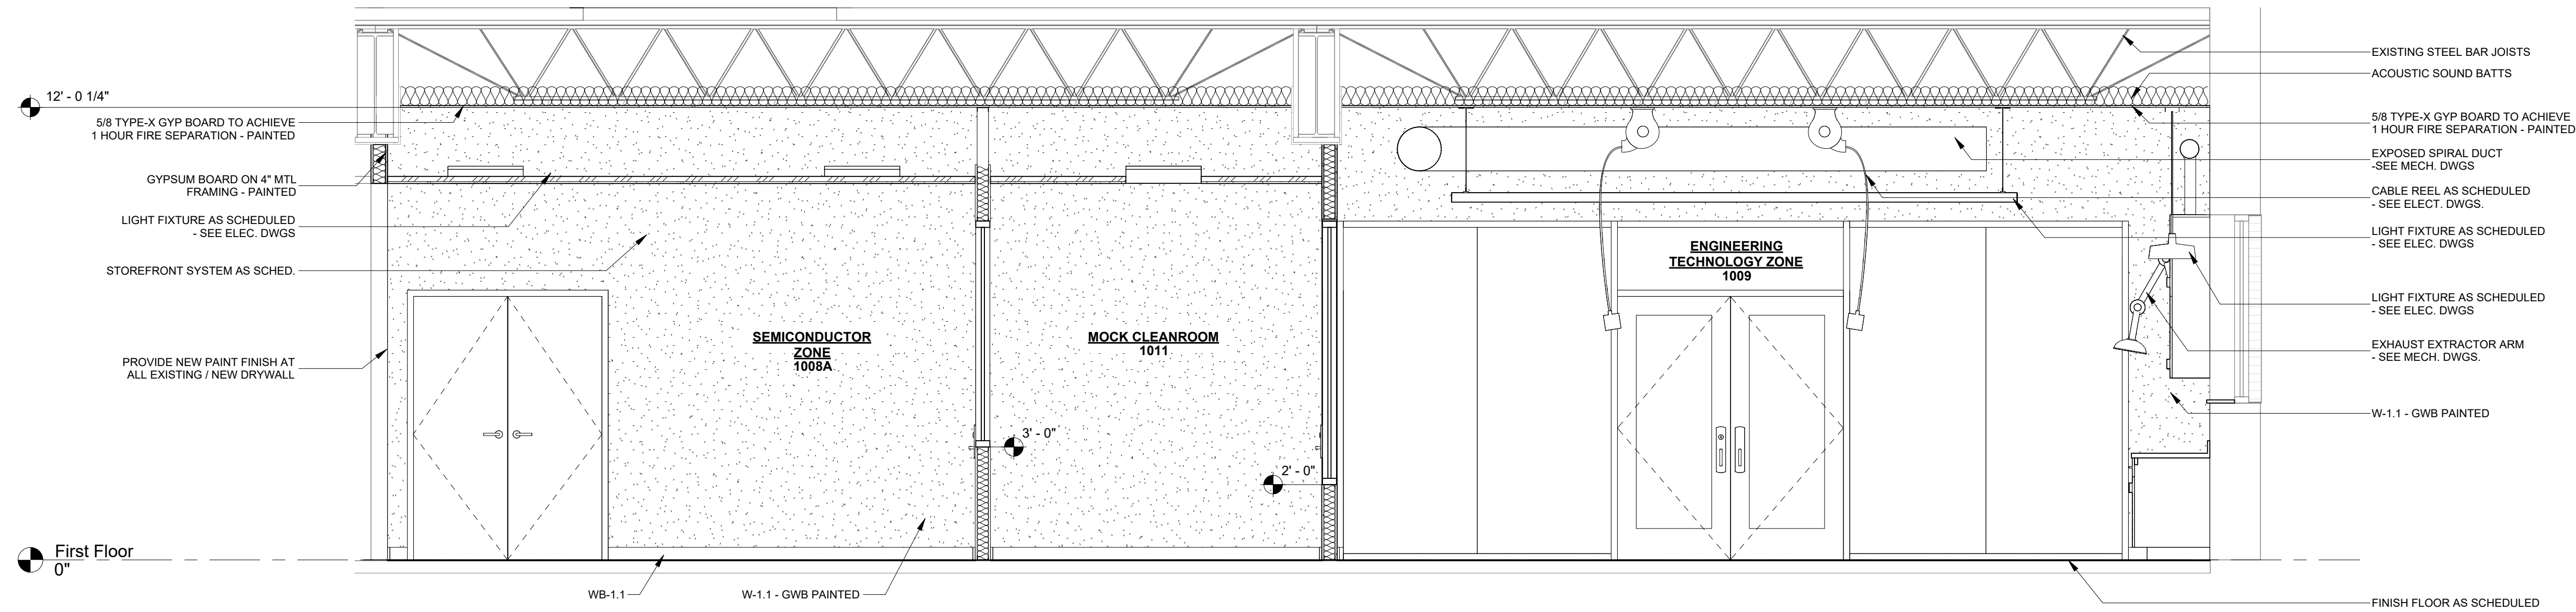 12' - 0 1/4"
5/8 TYPE-X GYP BOARD TO ACHIEVE
1 HOUR FIRE SEPARATION - PAINTED
GYPSUM BOARD ON 4" MTL
FRAMING - PAINTED
LIGHT FIXTURE AS SCHEDULED
- SEE ELEC. DWGS
STOREFRONT SYSTEM AS SCHED.
PROVIDE NEW PAINT FINISH AT
ALL EXISTING / NEW DRYWALL
First Floor
0"
SEMICONDUCTOR
ZONE
1008A
MOCK CLEANROOM
1011
3' - 0"
2' - 0"
ENGINEERING
TECHNOLOGY ZONE
1009
WB-1.1
W-1.1 - GWB PAINTED
EXISTING STEEL BAR JOISTS
ACOUSTIC SOUND BATTS
5/8 TYPE-X GYP BOARD TO ACHIEVE
1 HOUR FIRE SEPARATION - PAINTED
EXPOSED SPIRAL DUCT
-SEE MECH. DWGS
CABLE REEL AS SCHEDULED
- SEE ELECT. DWGS.
LIGHT FIXTURE AS SCHEDULED
- SEE ELEC. DWGS
LIGHT FIXTURE AS SCHEDULED
- SEE ELEC. DWGS
EXHAUST EXTRACTOR ARM
- SEE MECH. DWGS.
W-1.1 - GWB PAINTED
FINISH FLOOR AS SCHEDULED